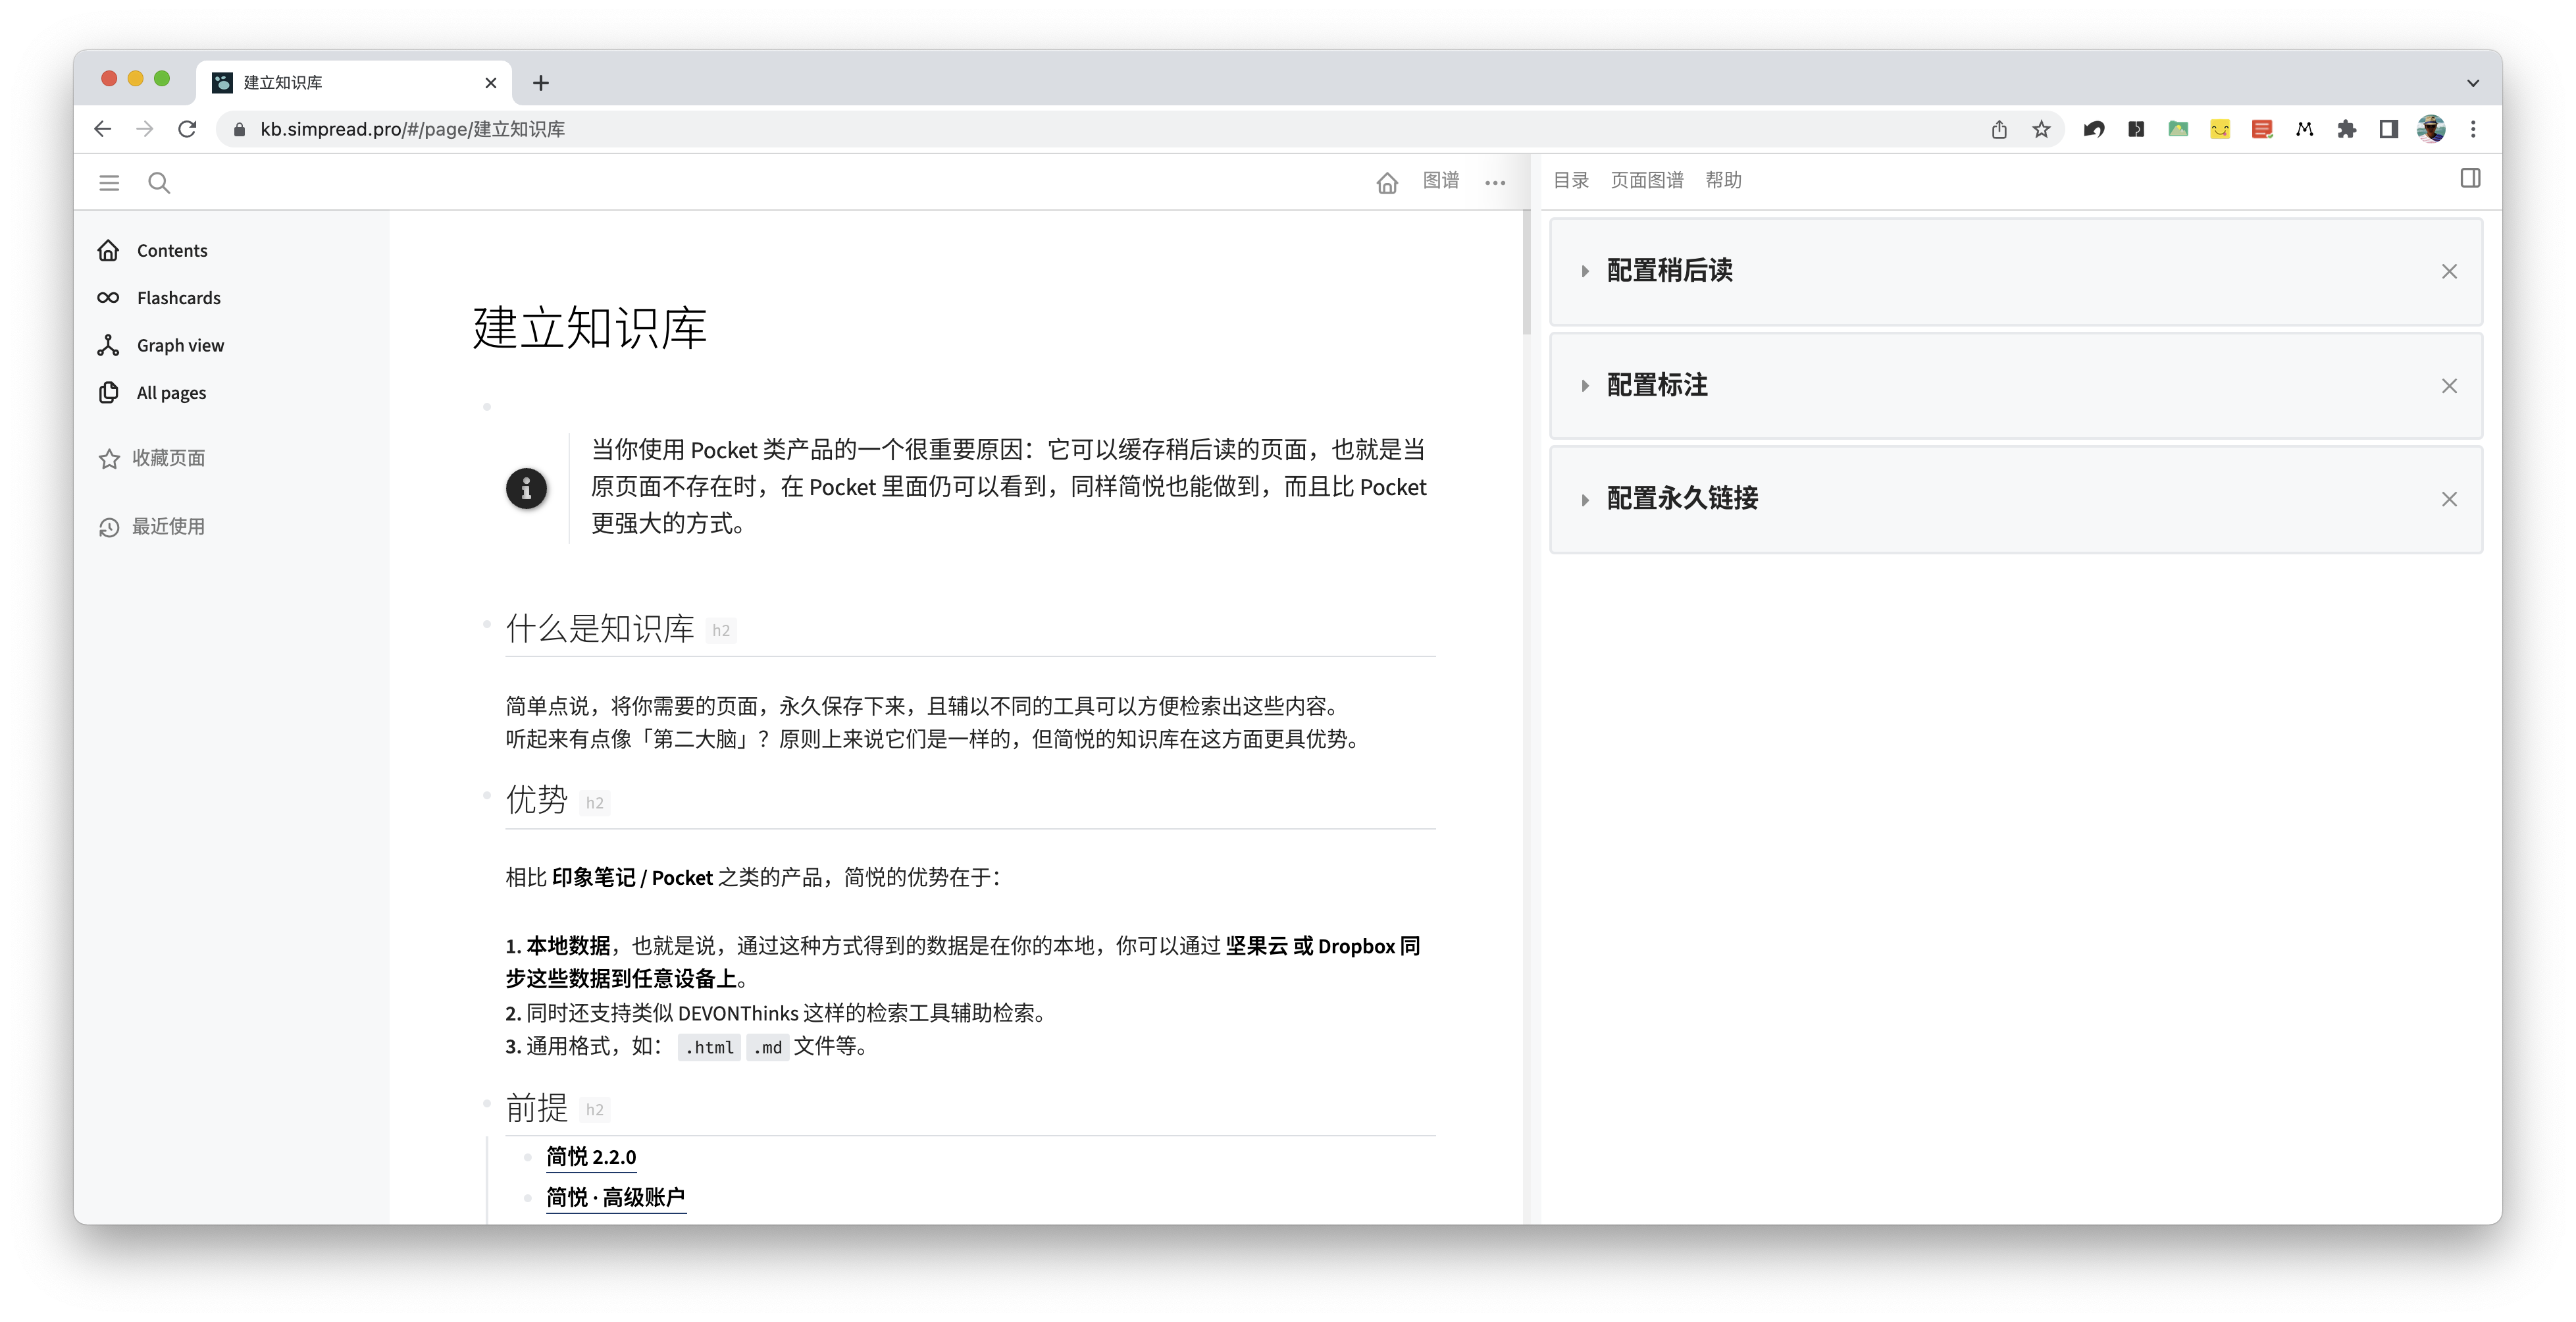 建立知识库
kb.simpread.pro/#/page/建立知识库
图谱
目录 页面图谱 帮助
Contents
Flashcards
Graph view
All pages
收藏页面
最近使用
建立知识库
当你使用 Pocket 类产品的一个很重要原因：它可以缓存稍后读的页面，也就是当
原页面不存在时，在 Pocket 里面仍可以看到，同样简悦也能做到，而且比 Pocket
更强大的方式。
什么是知识库 h2
简单点说，将你需要的页面，永久保存下来，且辅以不同的工具可以方便检索出这些内容。
听起来有点像「第二大脑」？原则上来说它们是一样的，但简悦的知识库在这方面更具优势。
优势 h2
相比 印象笔记 / Pocket 之类的产品，简悦的优势在于：
1. 本地数据，也就是说，通过这种方式得到的数据是在你的本地，你可以通过 坚果云 或 Dropbox 同
步这些数据到任意设备上。
2. 同时还支持类似 DEVONThinks 这样的检索工具辅助检索。
3. 通用格式，如： .html .md 文件等。
前提 h2
简悦 2.2.0
简悦 · 高级账户
配置稍后读
配置标注
配置永久链接